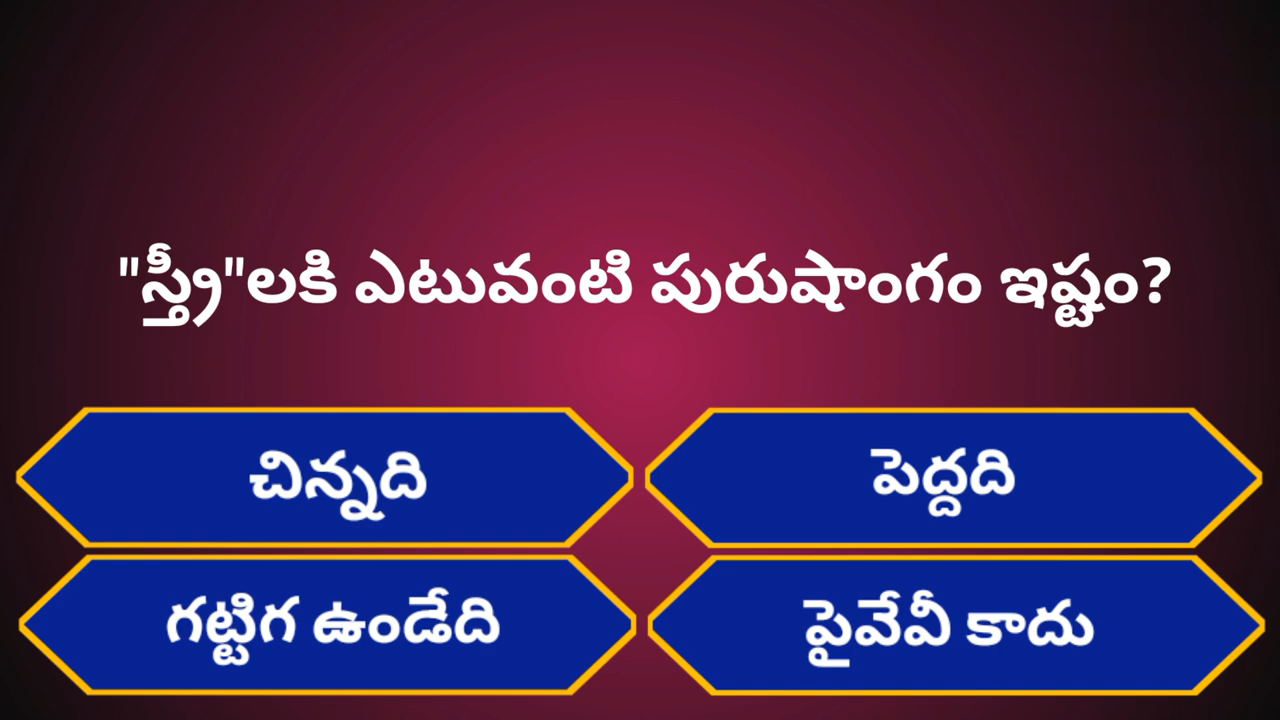 "స్త్రీ"లకి ఎటువంటి పురుషాంగం ఇష్టం?
చిన్నది
పెద్దది
గట్టిగ ఉండేది
పైవేవీ కాదు